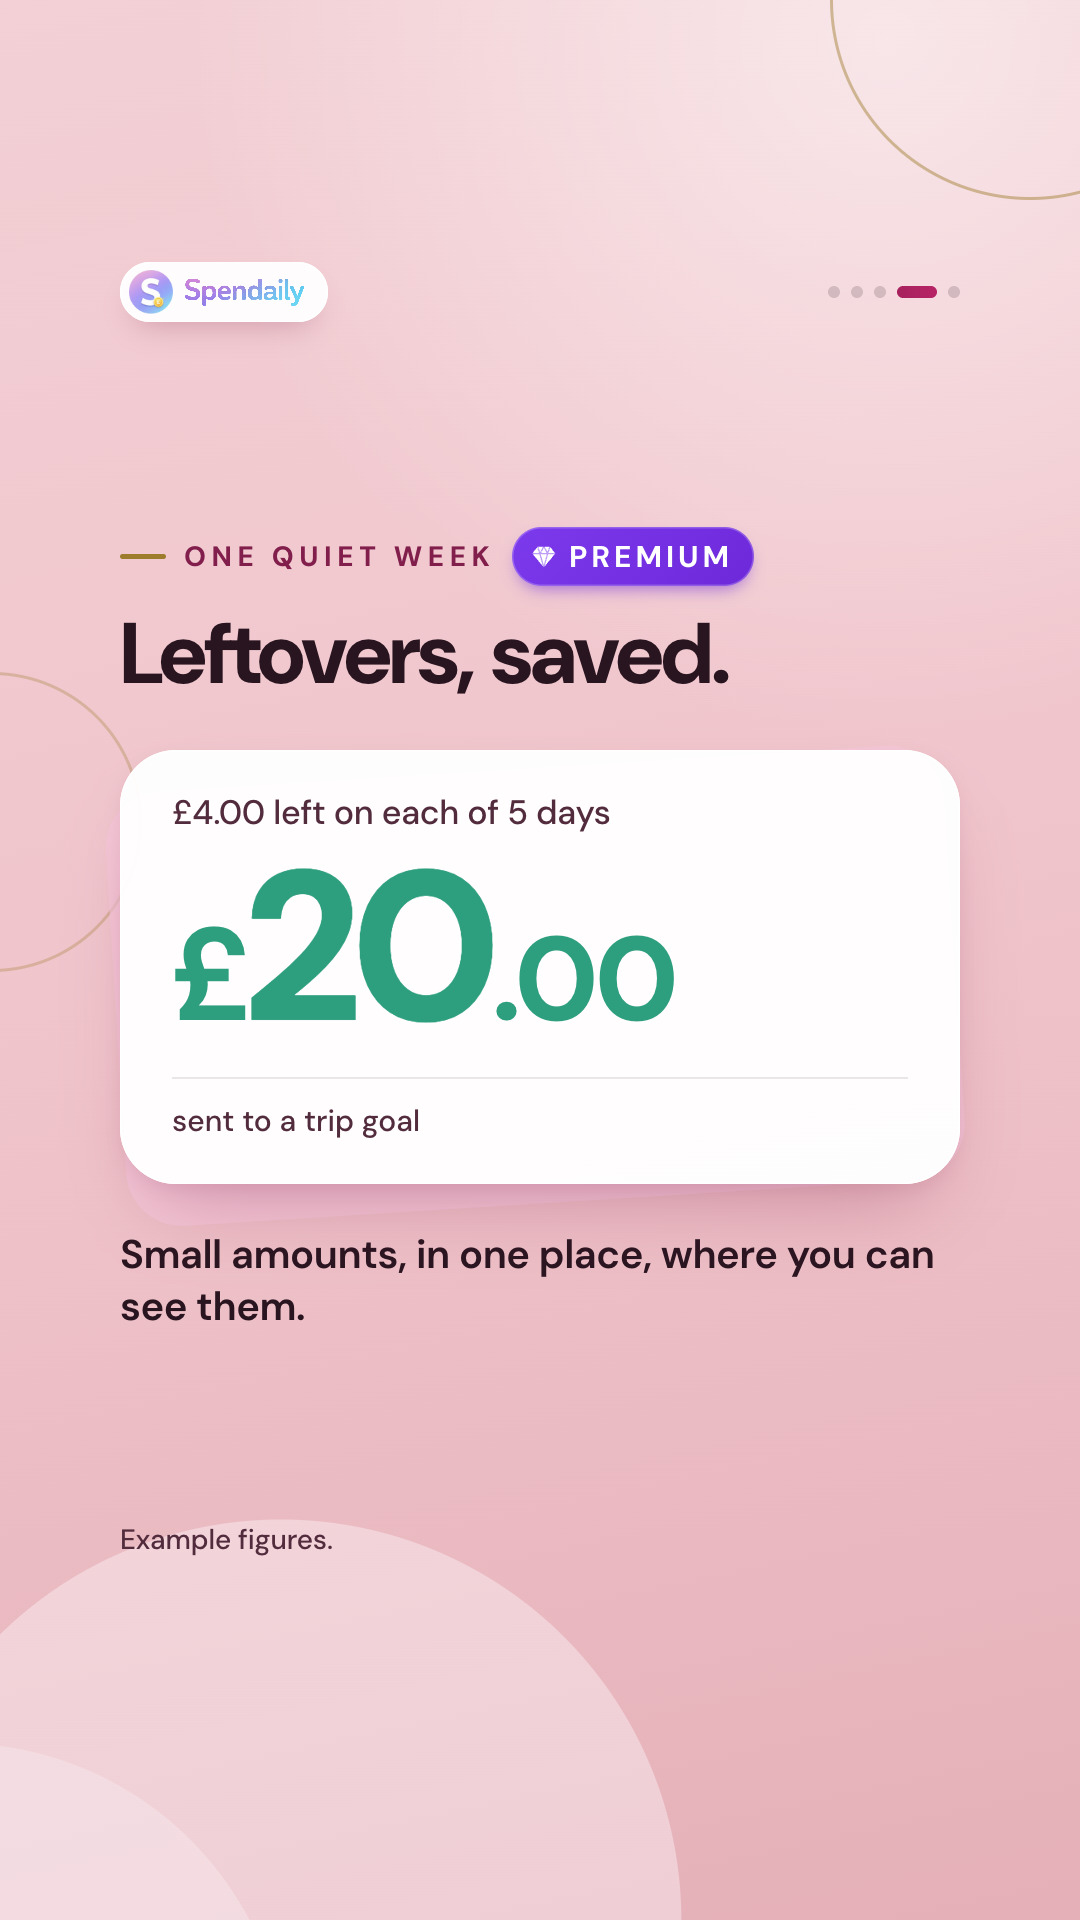 Spendaily
ONE QUIET WEEK PREMIUM
Leftovers, saved.
£4.00 left on each of 5 days
£20.00
sent to a trip goal
Small amounts, in one place, where you can
see them.
Example figures.